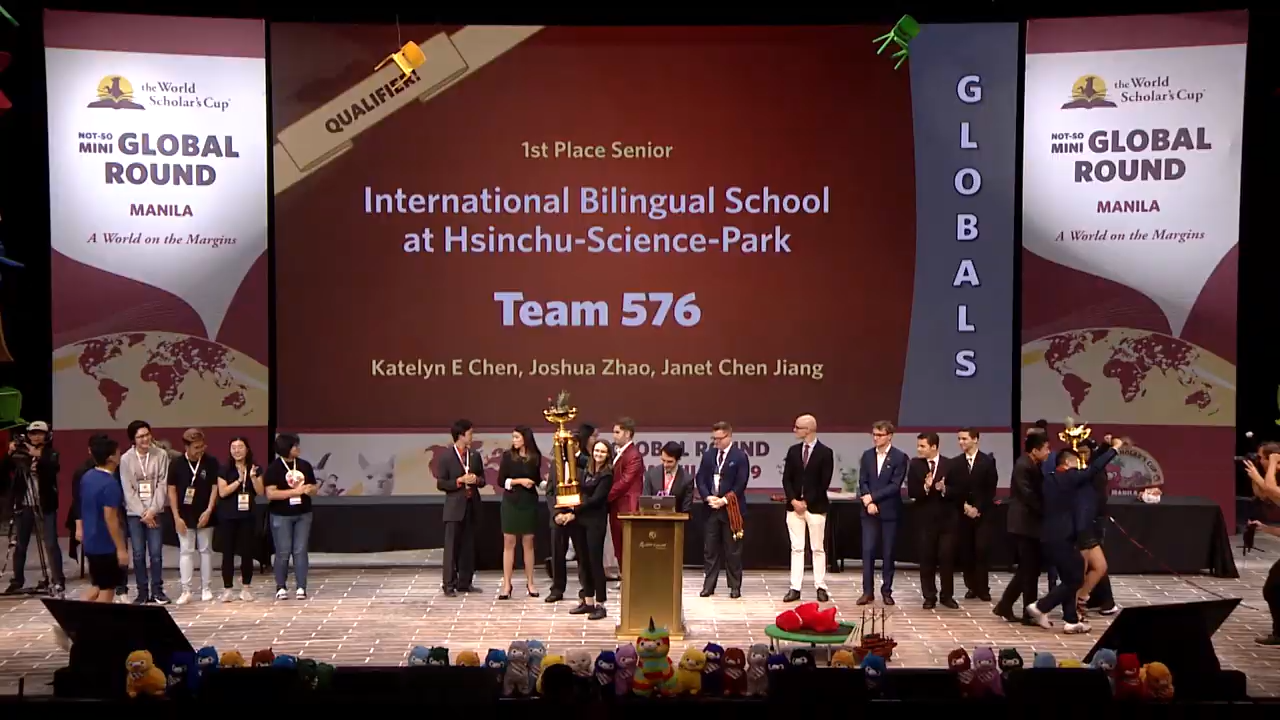 the World
Scholar's Cup
NOT-SO
MINI GLOBAL
ROUND
MANILA
A World on the Margins
QUALIFIER!
1st Place Senior
International Bilingual School
at Hsinchu-Science-Park
Team 576
Katelyn E Chen, Joshua Zhao, Janet Chen Jiang
GLOBALS
the World
Scholar's Cup
NOT-SO
MINI GLOBAL
ROUND
MANILA
A World on the Margins
ROUND